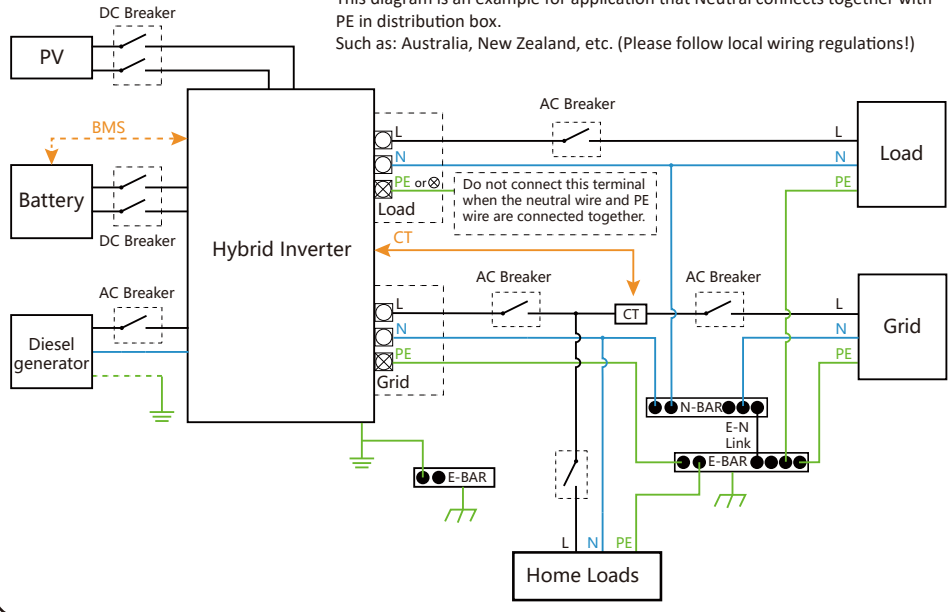 This diagram is an example for application that Neutral connects together with
PE in distribution box.
Such as: Australia, New Zealand, etc. (Please follow local wiring regulations!)
DC Breaker
PV
BMS
Battery
DC Breaker
AC Breaker
Diesel
generator
Hybrid Inverter
L
N
PE or
Load
Do not connect this terminal
when the neutral wire and PE
wire are connected together.
AC Breaker
L
N
PE
Load
CT
L
N
PE
Grid
AC Breaker
CT
AC Breaker
L
N
PE
Grid
N-BAR
E-N
Link
E-BAR
E-BAR
L
N
PE
Home Loads